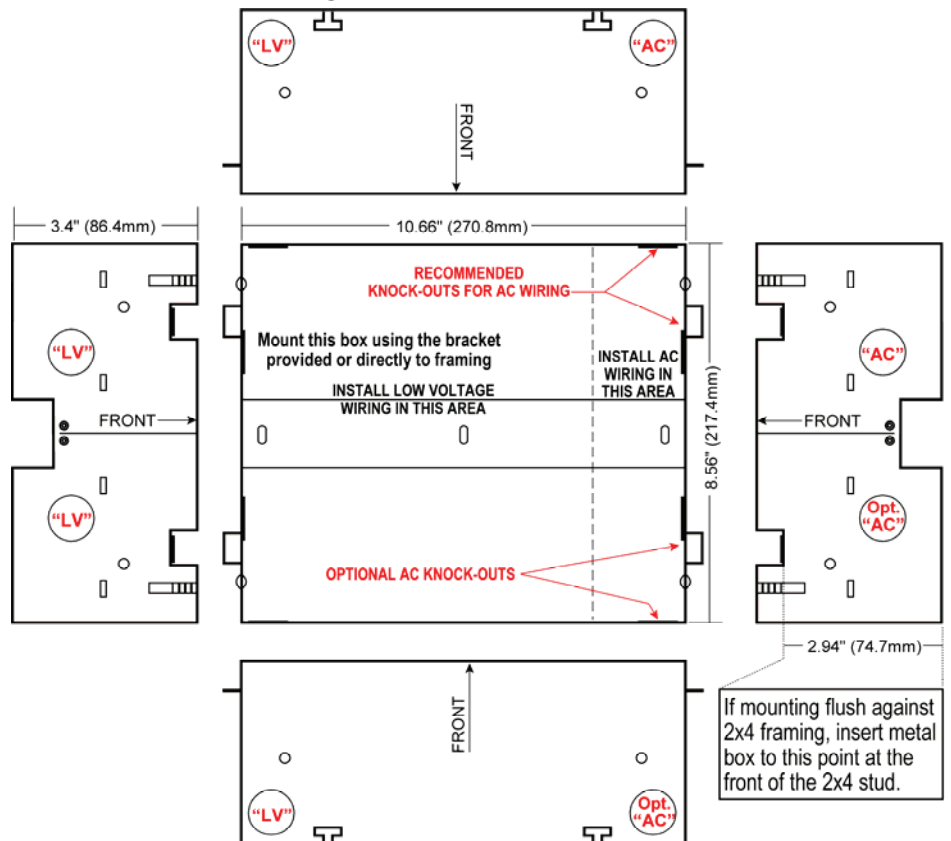 “LV”
“AC”
FRONT
3.4" (86.4mm)
10.66" (270.8mm)
RECOMMENDED
KNOCK-OUTS FOR AC WIRING
“LV”
Mount this box using the bracket
provided or directly to framing
INSTALL AC
WIRING IN
THIS AREA
“AC”
INSTALL LOW VOLTAGE
WIRING IN THIS AREA
FRONT
8.56" (217.4mm)
FRONT
“LV”
Opt.
“AC”
OPTIONAL AC KNOCK-OUTS
2.94" (74.7mm)
FRONT
If mounting flush against
2x4 framing, insert metal
box to this point at the
front of the 2x4 stud.
“LV”
Opt.
“AC”